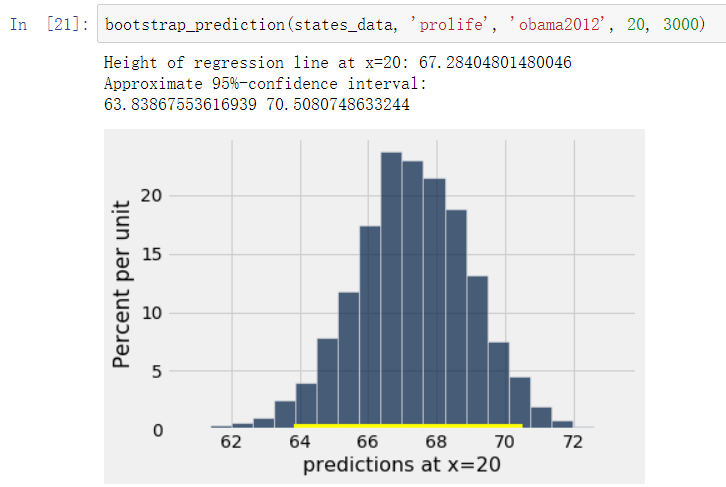 In [21]: bootstrap_prediction(states_data, 'prolife', 'obama2012', 20, 3000)
Height of regression line at x=20: 67.28404801480046
Approximate 95%-confidence interval:
63.83867553616939 70.5080748633244
Percent per unit
20
15
10
5
0
62 64 66 68 70 72
predictions at x=20